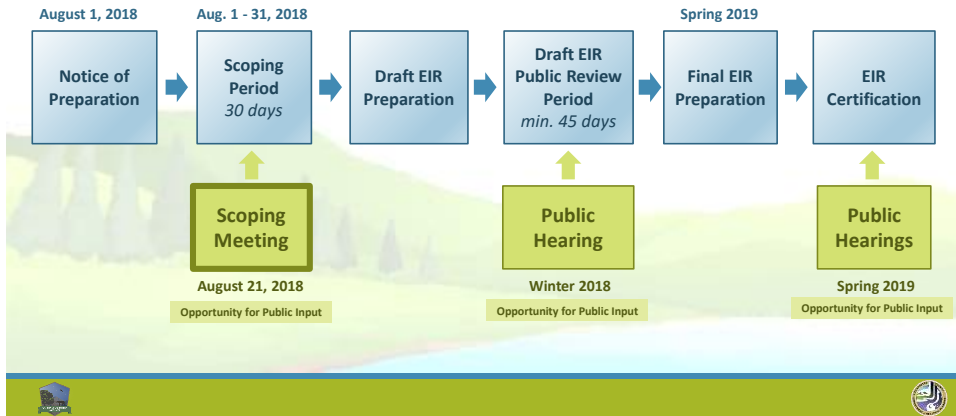 August 1, 2018
Aug. 1 - 31, 2018
Spring 2019
Notice of
Preparation
Scoping
Period
30 days
Draft EIR
Preparation
Draft EIR
Public Review
Period
min. 45 days
Final EIR
Preparation
EIR
Certification
Scoping
Meeting
Public
Hearing
Public
Hearings
August 21, 2018
Winter 2018
Spring 2019
Opportunity for Public Input
Opportunity for Public Input
Opportunity for Public Input